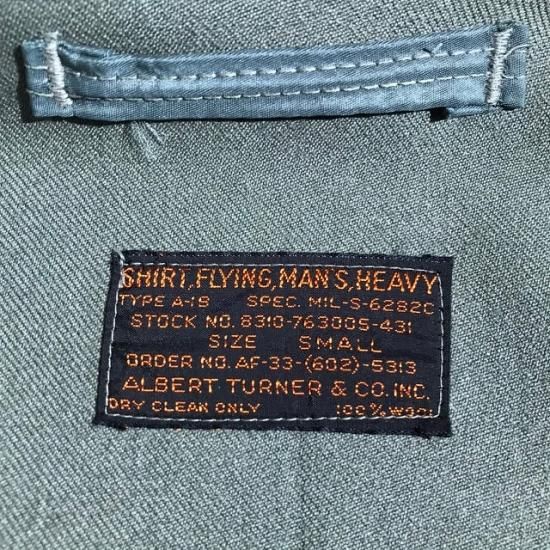 SHIRT, FLYING, MAN'S, HEAVY
TYPE A-1B SPEC. MIL-S-6282C
STOCK NO. 8310-763005-431
SIZE SMALL
ORDER NO. AF-33-(602)-5313
ALBERT TURNER & CO. INC.
DRY CLEAN ONLY 100% WOOL